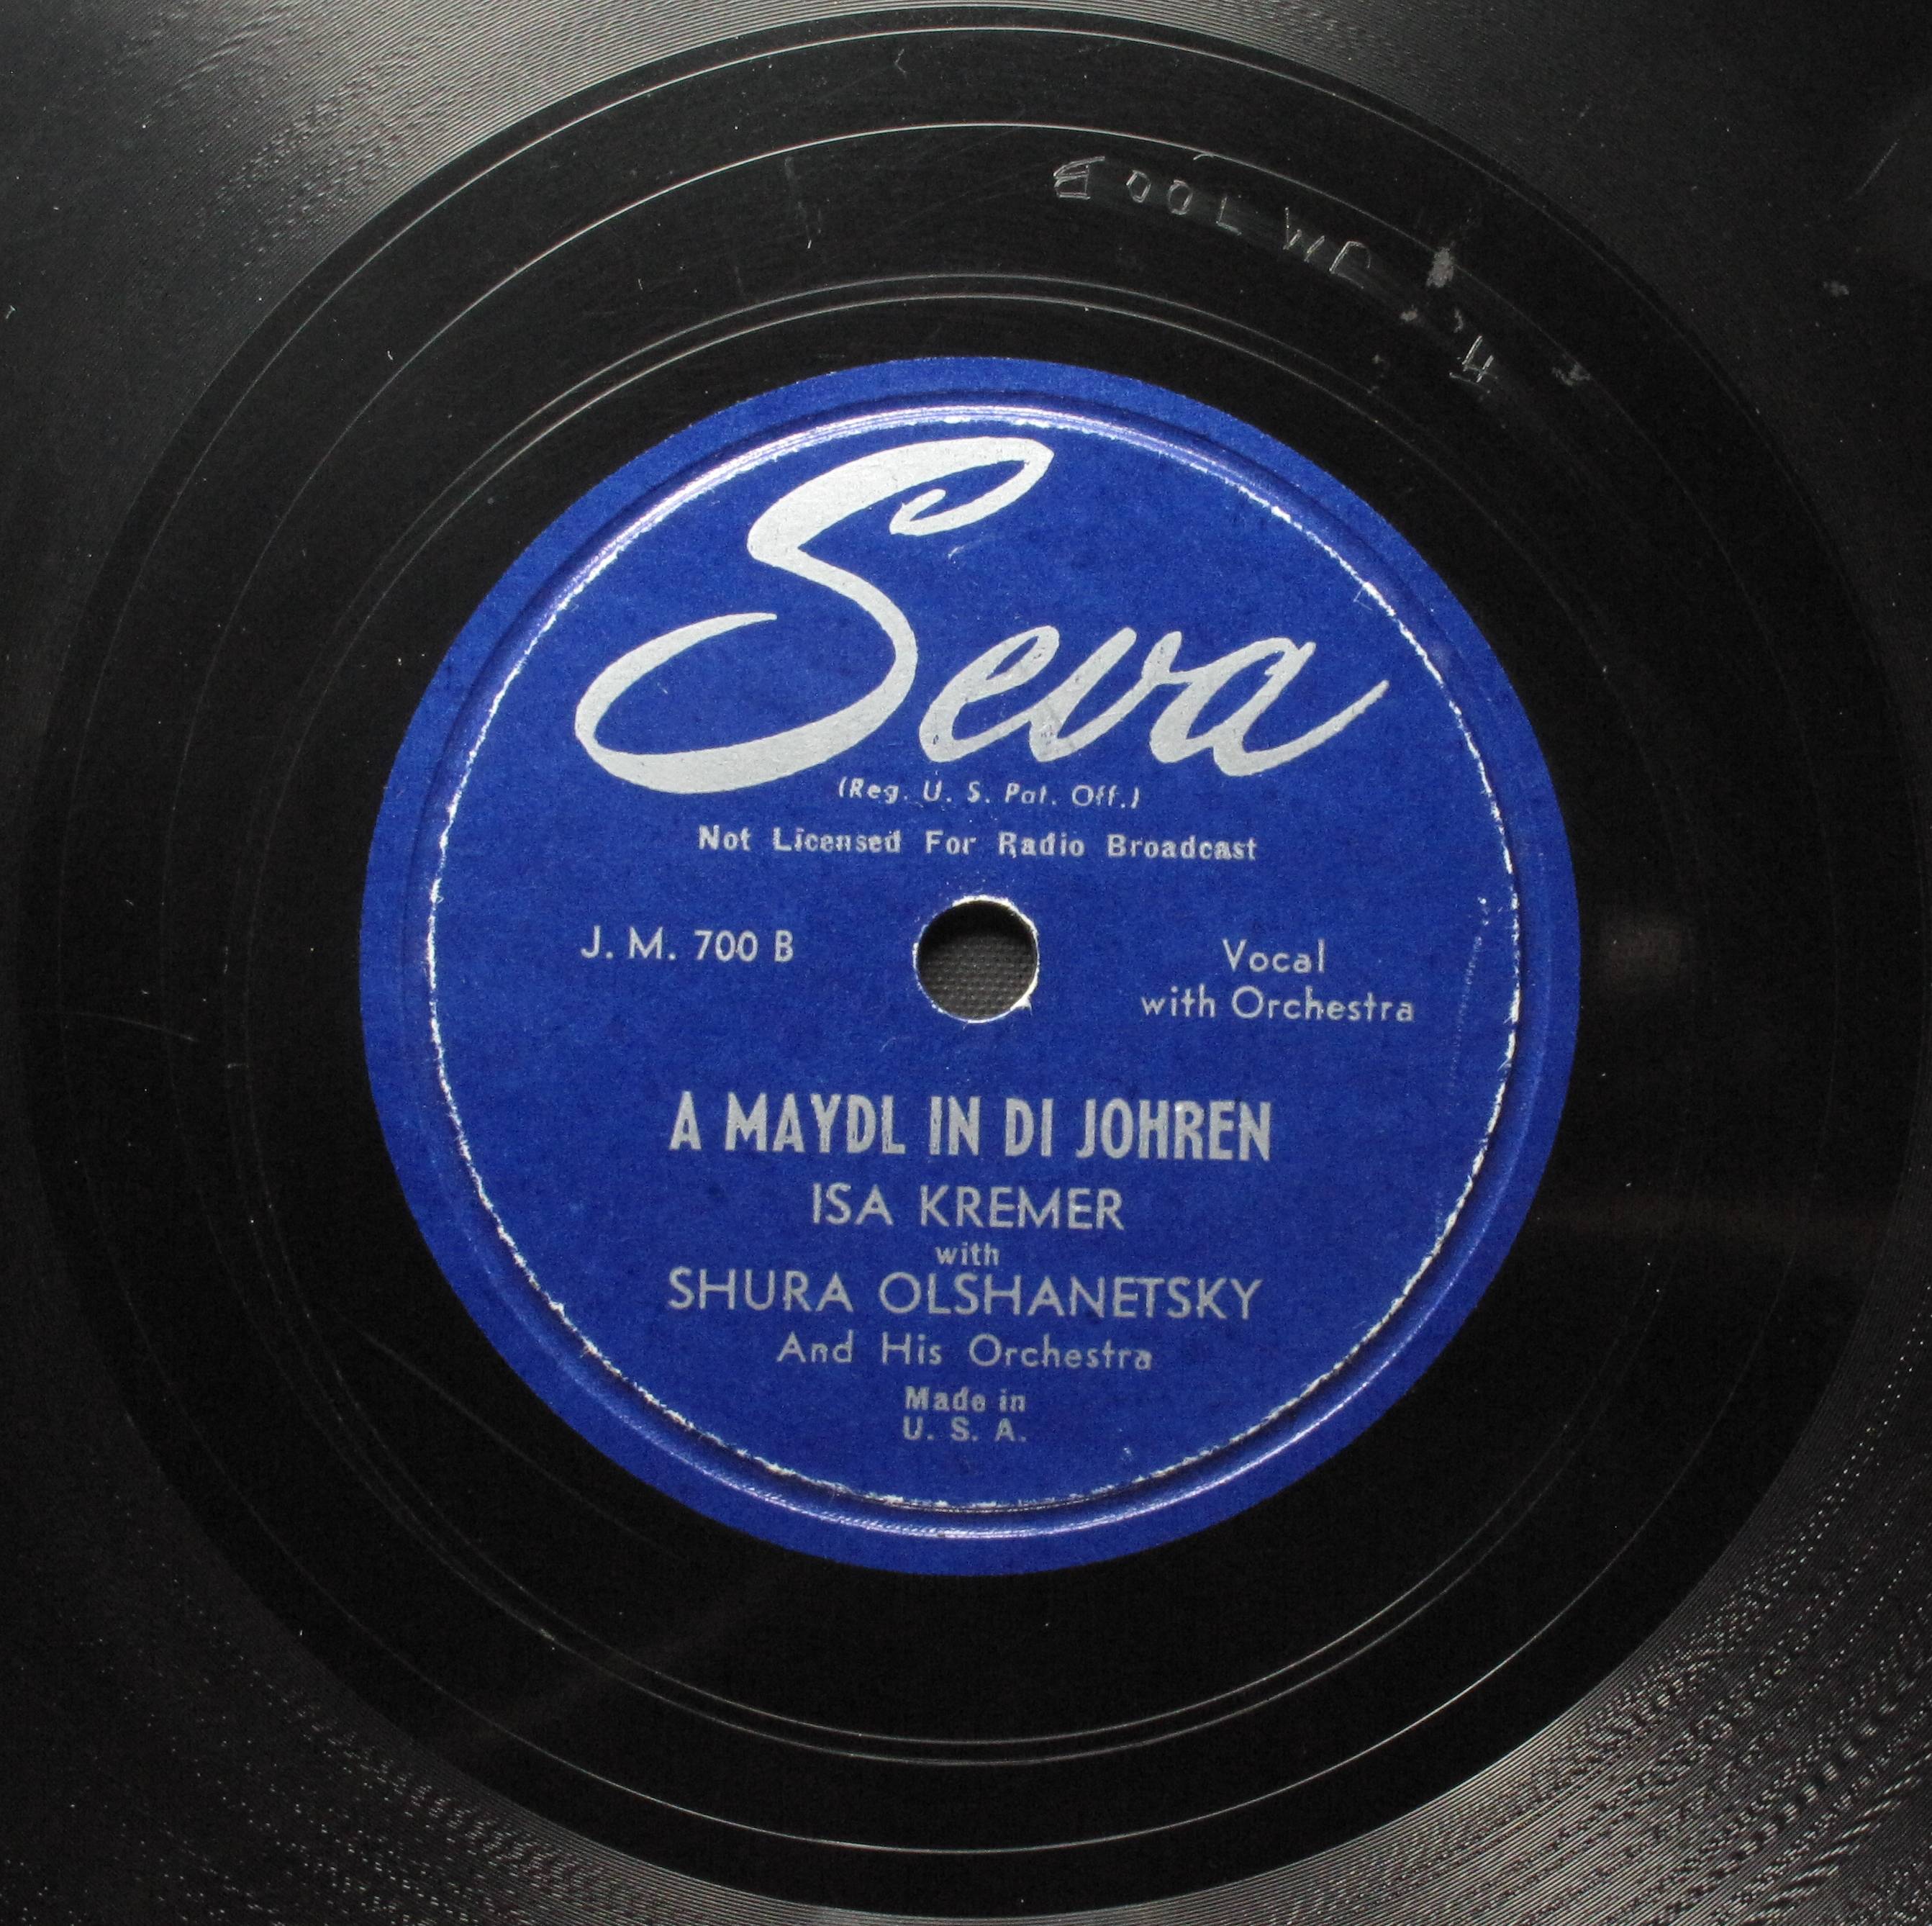 Seva
(Reg. U. S. Pat. Off.)
Not Licensed For Radio Broadcast
J. M. 700 B
Vocal
with Orchestra
A MAYDL IN DI JOHREN
ISA KREMER
with
SHURA OLSHANETSKY
And His Orchestra
Made in
U. S. A.